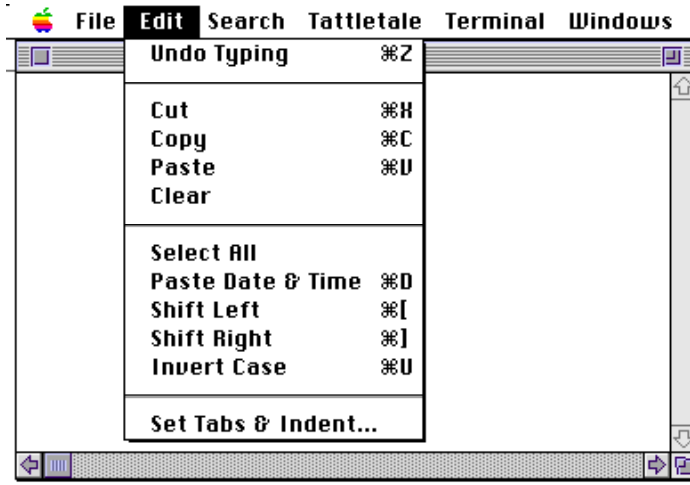 File Edit Search Tattletale Terminal Windows
Undo Typing ⌘Z
Cut ⌘X
Copy ⌘C
Paste ⌘V
Clear
Select All
Paste Date & Time ⌘D
Shift Left ⌘[
Shift Right ⌘]
Invert Case ⌘U
Set Tabs & Indent...